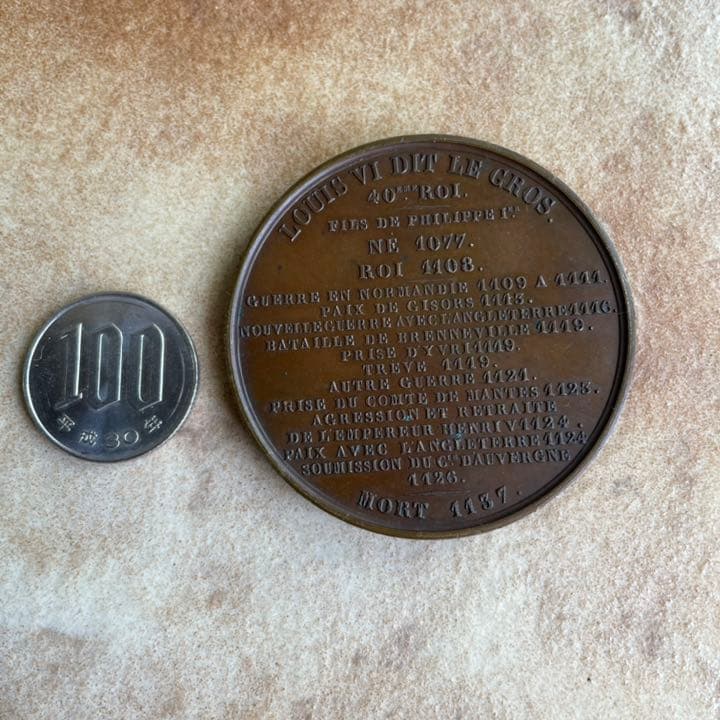 100
平成30年
LOUIS VI DIT LE GROS.
40ᵐᵉ ROI.
FILS DE PHILIPPE Iᵉʳ
NÉ 1077.
ROI 1108.
GUERRE EN NORMANDIE 1109 A 1111.
PAIX DE GISORS 1113.
NOUVELLE GUERRE AVEC L'ANGLETERRE 1116.
BATAILLE DE BRENNEVILLE 1119.
PRISE D'YVRI 1119.
TREVE 1119.
AUTRE GUERRE 1121.
PRISE DU COMTE DE MANTES 1123.
AGRESSION ET RETRAITE
DE L'EMPEREUR HENRI V 1124.
PAIX AVEC L'ANGLETERRE 1124
SOUMISSION DU Cᵗᵉ D'AUVERGNE
1126.
MORT 1137.